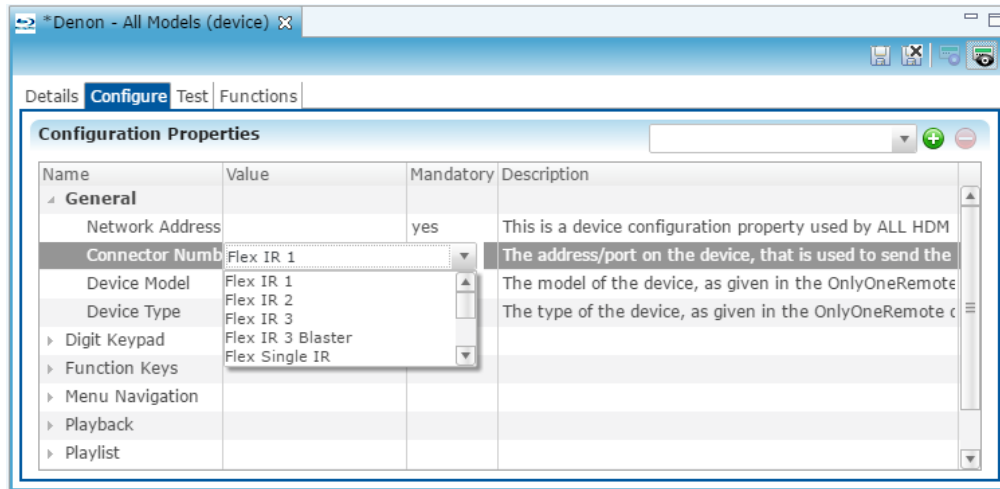 *Denon - All Models (device)
Details Configure Test Functions
Configuration Properties
Name Value Mandatory Description
General
Network Address yes This is a device configuration property used by ALL HDM
Connector Numb Flex IR 1 The address/port on the device, that is used to send the
Device Model Flex IR 1 The model of the device, as given in the OnlyOneRemote
Flex IR 2
Device Type Flex IR 3 The type of the device, as given in the OnlyOneRemote
Digit Keypad Flex IR 3 Blaster
Function Keys Flex Single IR
Menu Navigation
Playback
Playlist